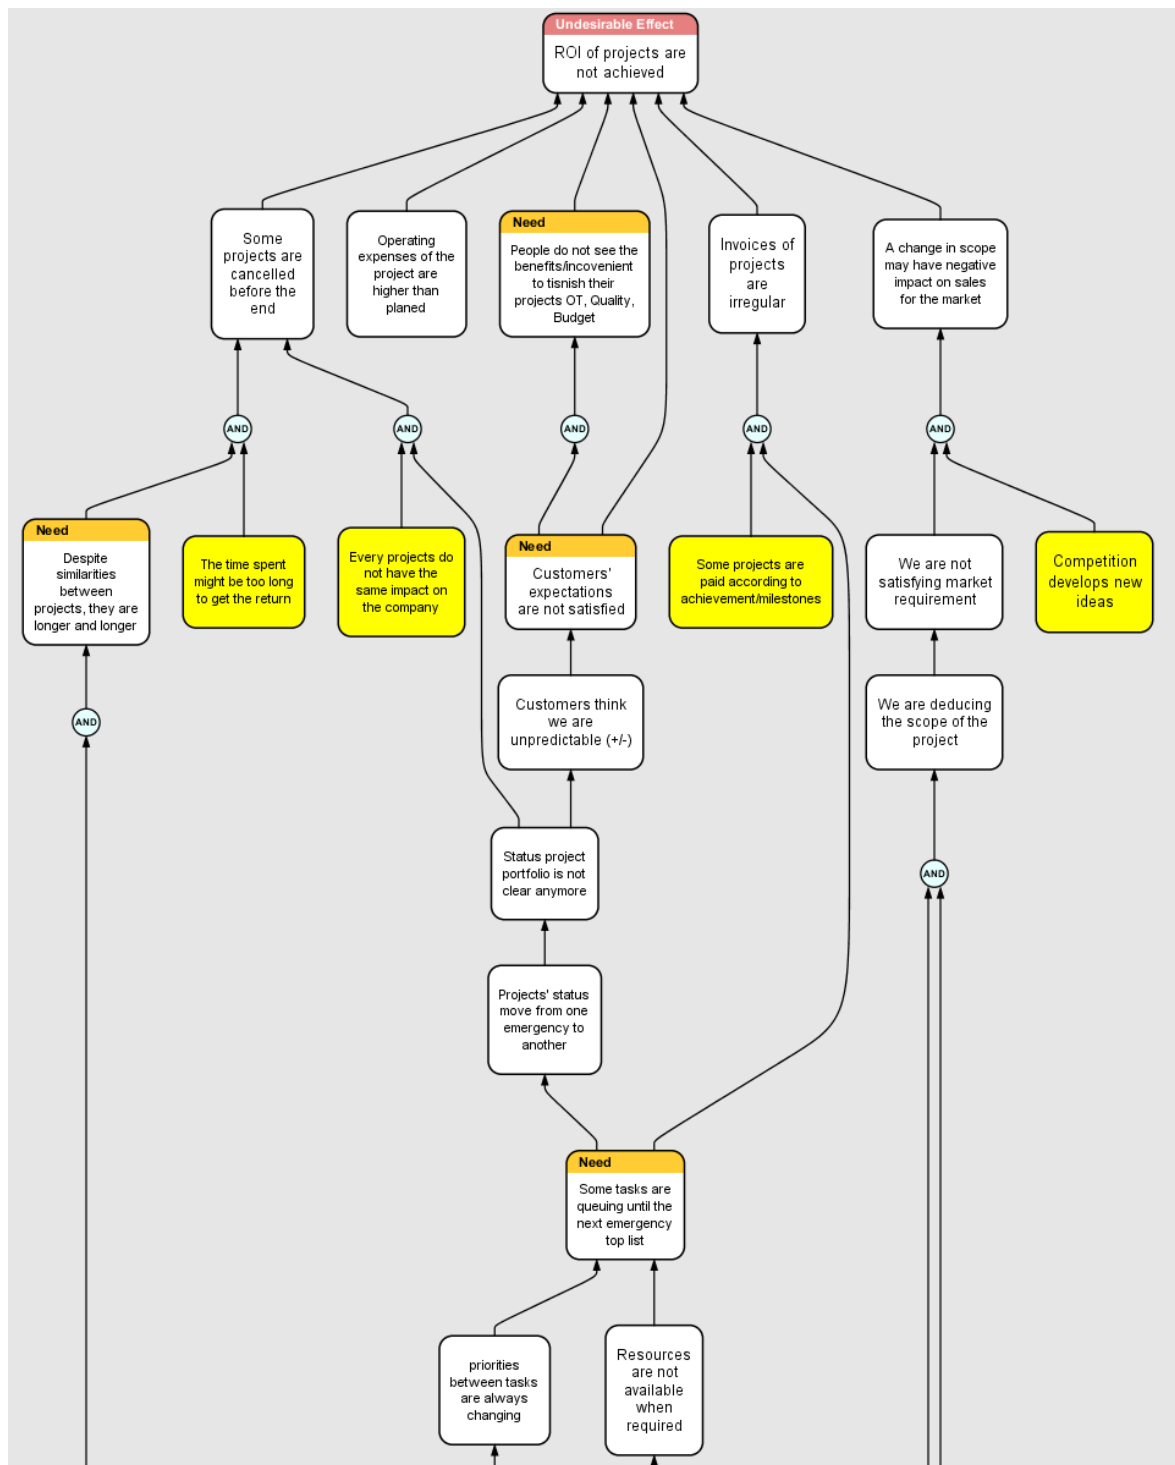 Undesirable Effect
ROI of projects are
not achieved
Some
projects are
cancelled
before the
end
Operating
expenses of the
project are
higher than
planed
Need
People do not see the
benefits/incovenient
to tisnish their
projects OT, Quality,
Budget
Invoices of
projects
are
irregular
A change in scope
may have negative
impact on sales
for the market
AND
AND
AND
AND
AND
Need
Despite
similarities
between
projects, they are
longer and longer
The time spent
might be too long
to get the return
Every projects do
not have the
same impact on
the company
Need
Customers'
expectations
are not satisfied
Some projects are
paid according to
achievement/milestones
We are not
satisfying market
requirement
Competition
develops new
ideas
AND
Customers think
we are
unpredictable (+/-)
We are deducing
the scope of the
project
Status project
portfolio is not
clear anymore
AND
Projects' status
move from one
emergency to
another
Need
Some tasks are
queuing until the
next emergency
top list
priorities
between tasks
are always
changing
Resources
are not
available
when
required